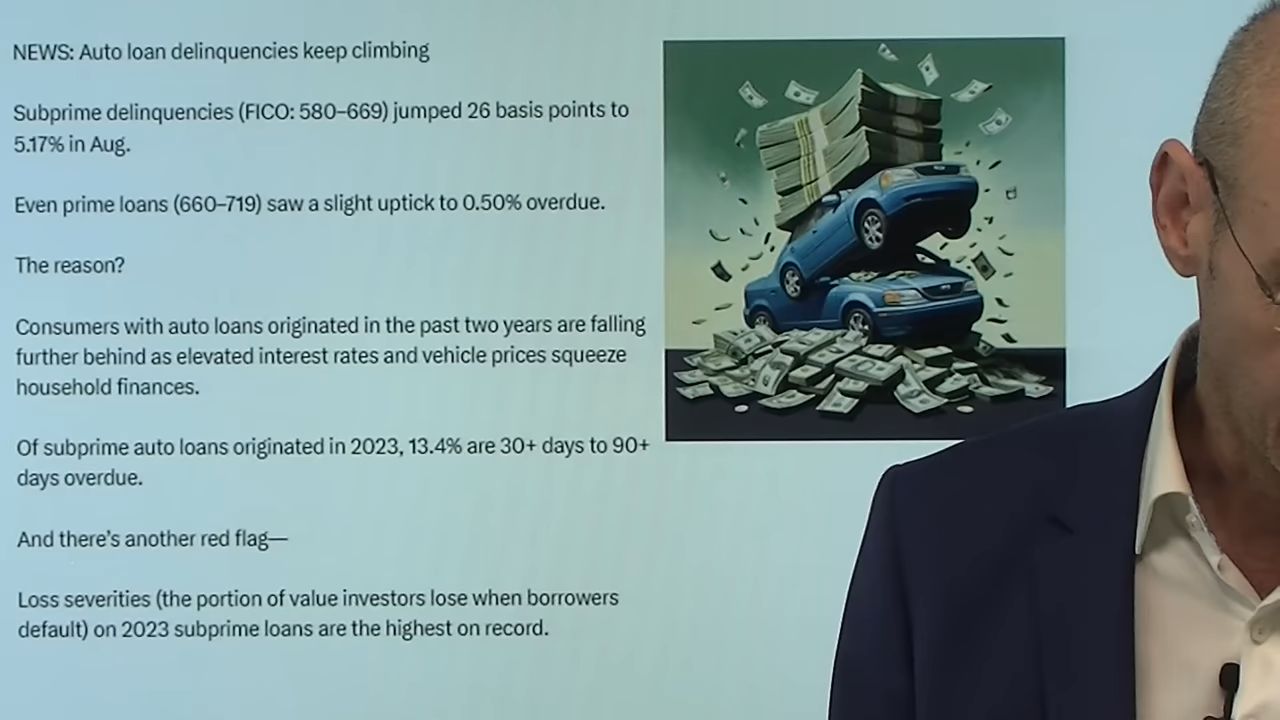 NEWS: Auto loan delinquencies keep climbing
Subprime delinquencies (FICO: 580–669) jumped 26 basis points to
5.17% in Aug.
Even prime loans (660–719) saw a slight uptick to 0.50% overdue.
The reason?
Consumers with auto loans originated in the past two years are falling
further behind as elevated interest rates and vehicle prices squeeze
household finances.
Of subprime auto loans originated in 2023, 13.4% are 30+ days to 90+
days overdue.
And there's another red flag—
Loss severities (the portion of value investors lose when borrowers
default) on 2023 subprime loans are the highest on record.